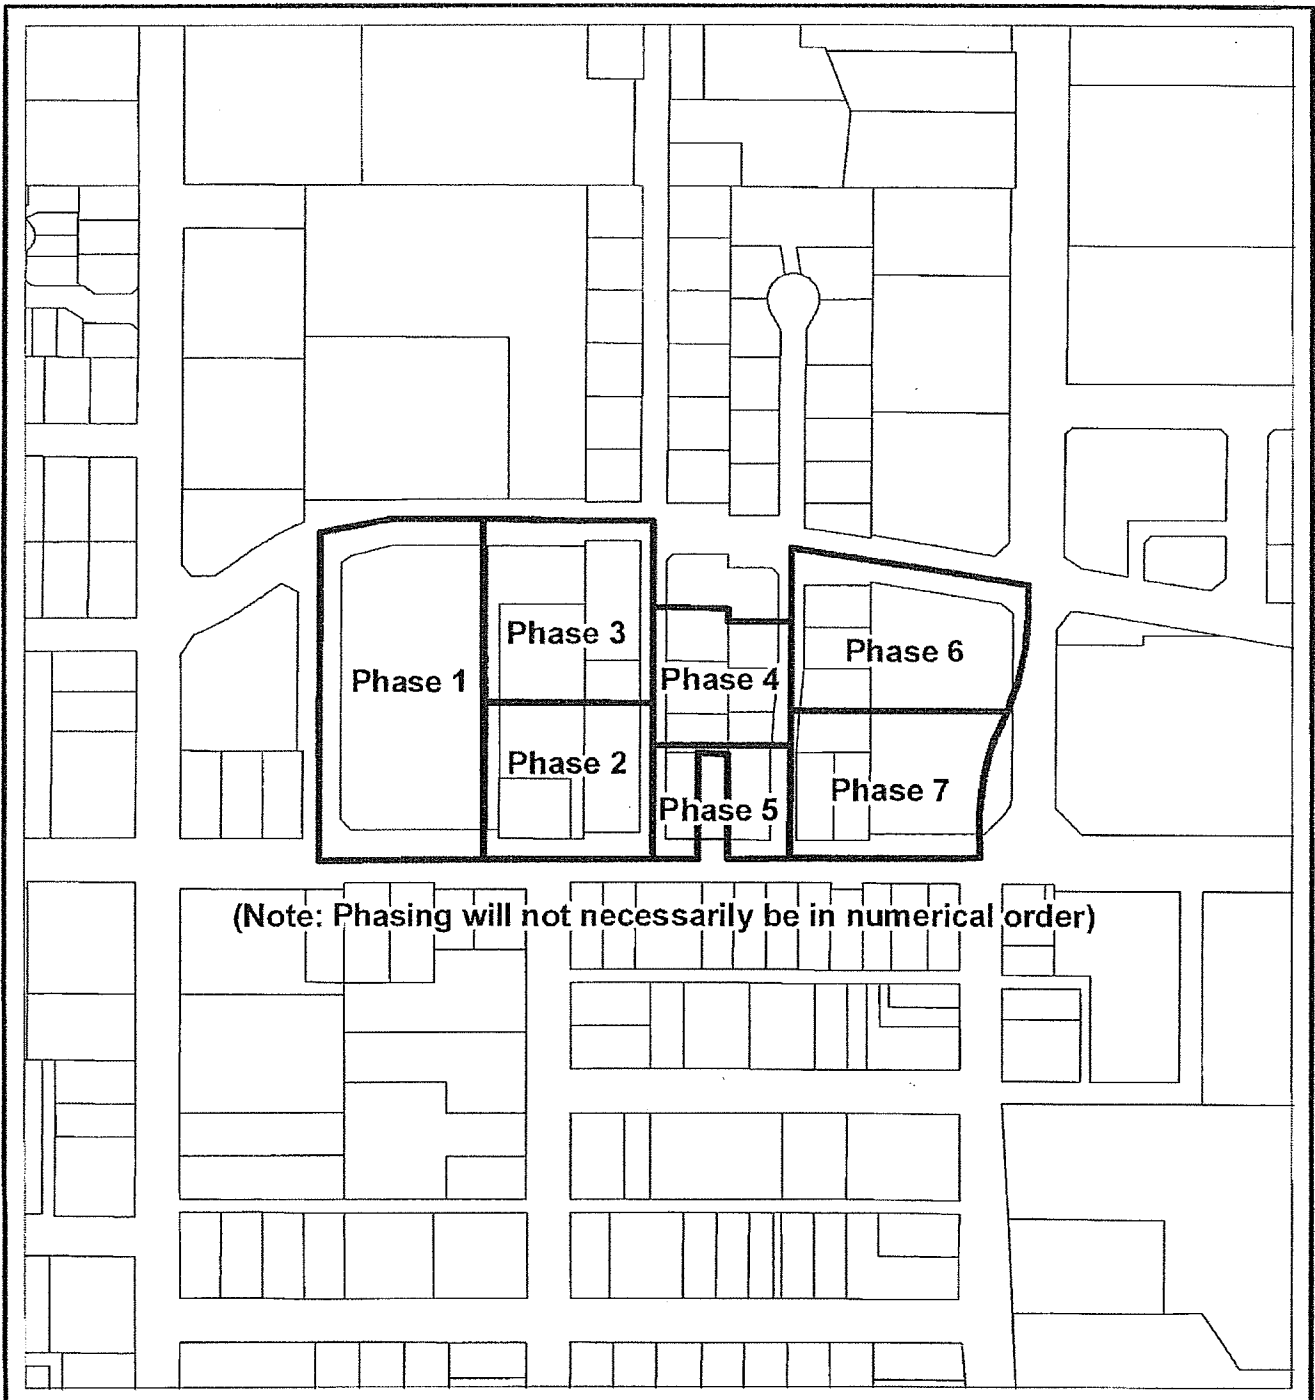 Phase 3
Phase 6
Phase 1
Phase 4
Phase 2
Phase 7
Phase 5
(Note: Phasing will not necessarily be in numerical order)